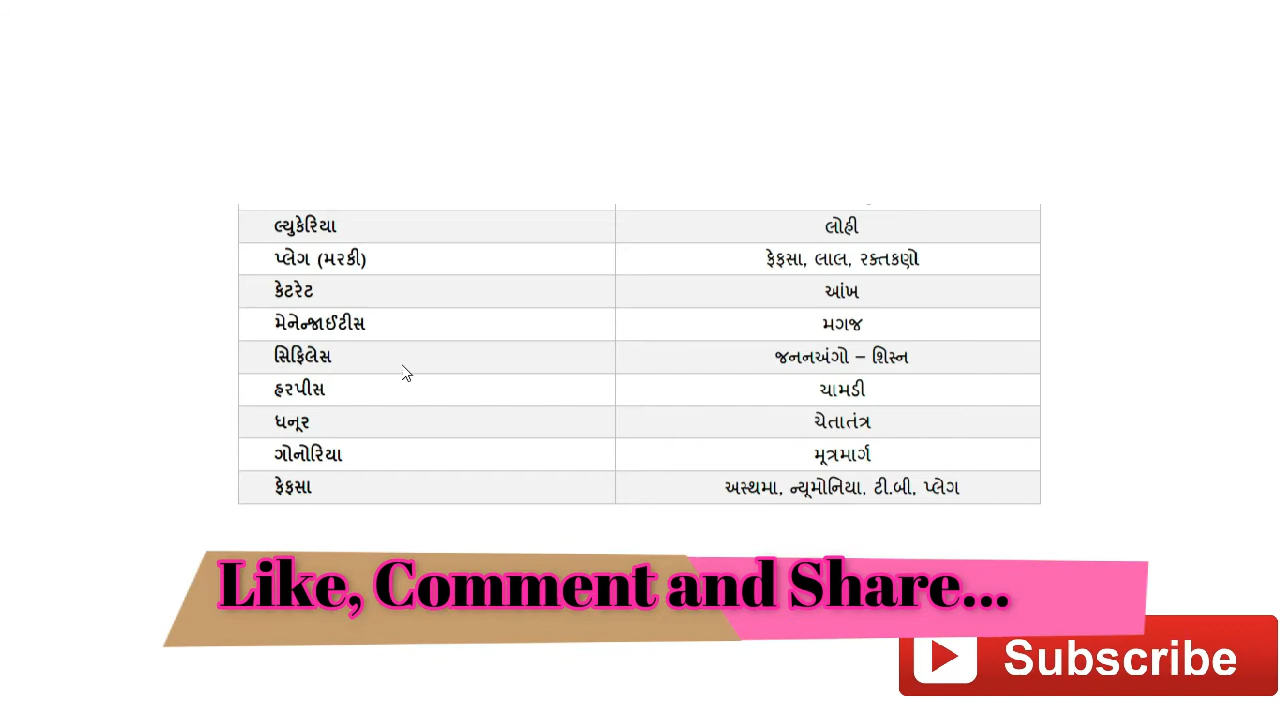 લ્યુકેરિયા લોહી
પ્લેગ (મરકી) ફેફસા, લાલ, રક્તકણો
કેટરેટ આંખ
મેનેન્જાઈટીસ મગજ
સિફિલેસ જનનઅંગો – શિસ્ન
હરપીસ ચામડી
ધનૂર ચેતાતંત્ર
ગોનોરિયા મૂત્રમાર્ગ
ફેફસા અસ્થમા, ન્યૂમોનિયા, ટી.બી, પ્લેગ
Like, Comment and Share...
Subscribe